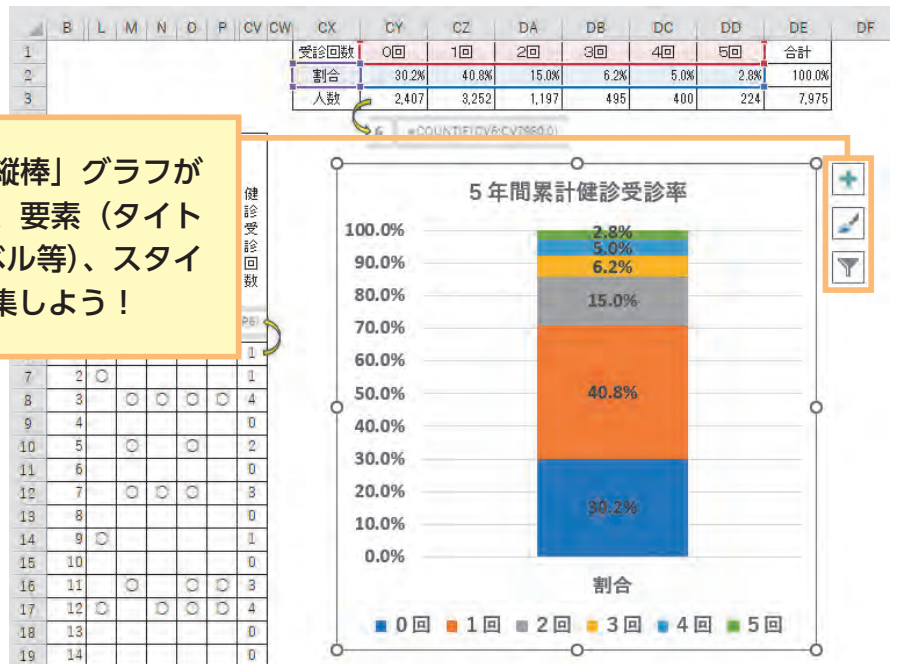 B L M N O P CV CW CX CY CZ DA DB DC DD DE DF
1 受診回数 0回 1回 2回 3回 4回 5回 合計
2 割合 30.2% 40.8% 15.0% 6.2% 5.0% 2.8% 100.0%
3 人数 2,407 3,252 1,197 495 400 224 7,975
縦棒」グラフが
、要素（タイト
ベル等）、スタイ
集しよう！
健診受診回数
1
7 2 ○ 1
8 3 ○ ○ ○ ○ 4
9 4 0
10 5 ○ ○ 2
11 6 0
12 7 ○ ○ ○ 3
13 8 0
14 9 ○ 1
15 10 0
16 11 ○ ○ ○ 3
17 12 ○ ○ ○ ○ 4
18 13 0
19 14 0
5年間累計健診受診率
100.0%
90.0%
80.0%
70.0%
60.0%
50.0%
40.0%
30.0%
20.0%
10.0%
0.0%
2.8%
5.0%
6.2%
15.0%
40.8%
30.2%
割合
0回 1回 2回 3回 4回 5回